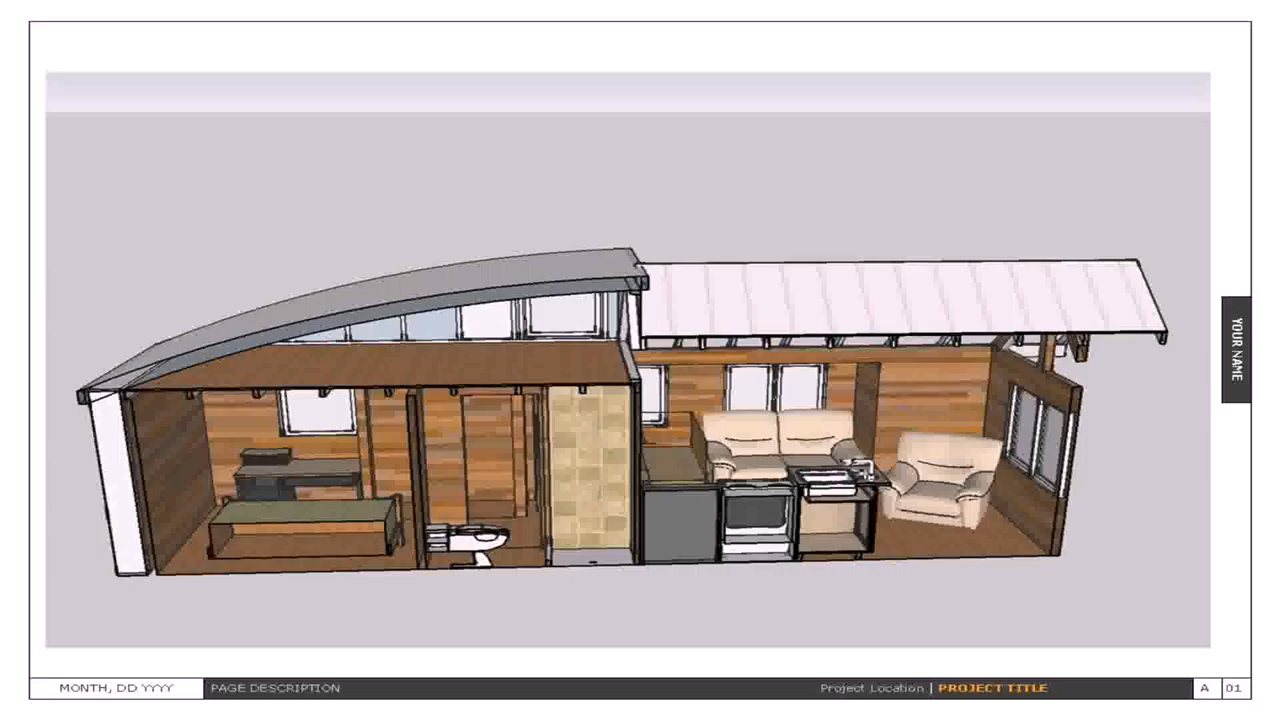 YOUR NAME
MONTH, DD YYYY
PAGE DESCRIPTION
Project Location | PROJECT TITLE
A
01